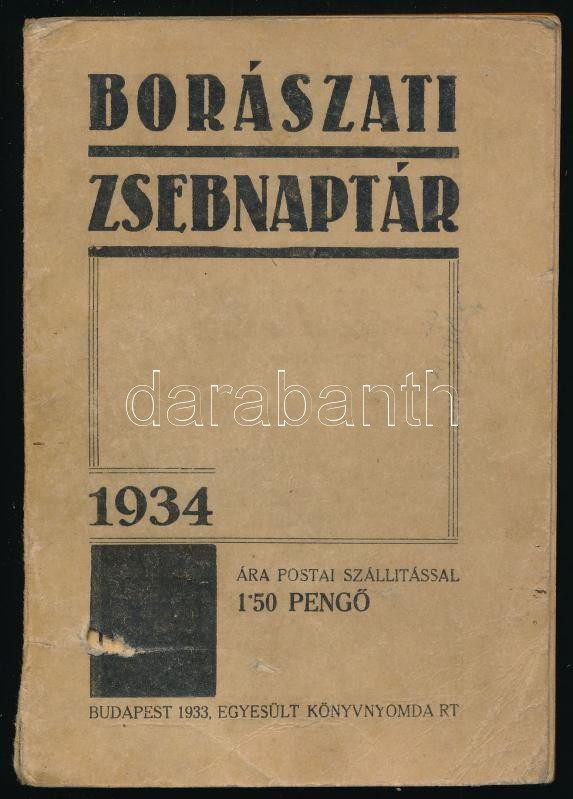 BORÁSZATI
ZSEBNAPTÁR
darabanth
1934
ÁRA POSTAI SZÁLLITÁSSAL
1·50 PENGŐ
BUDAPEST 1933, EGYESÜLT KÖNYVNYOMDA RT